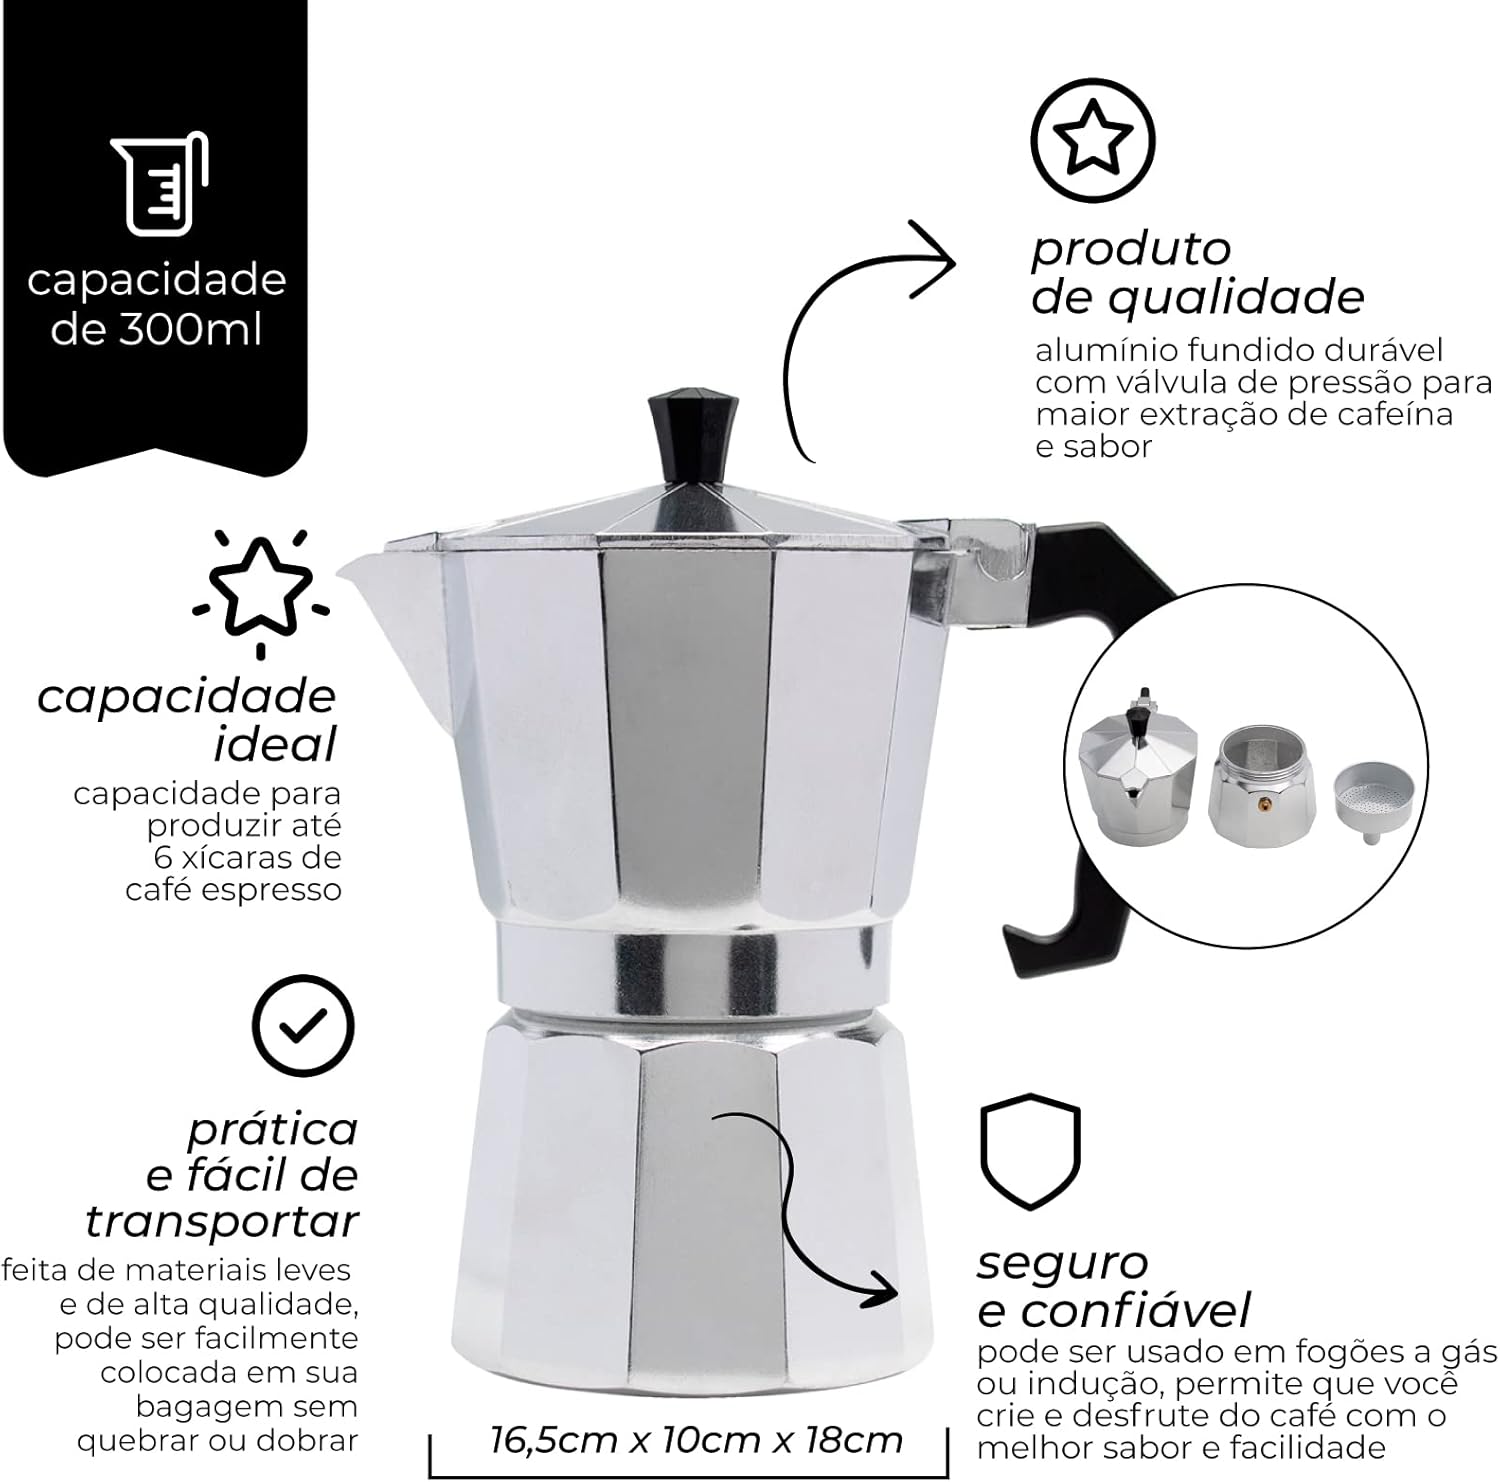 capacidade
de 300ml
produto
de qualidade
alumínio fundido durável
com válvula de pressão para
maior extração de cafeína
e sabor
capacidade
ideal
capacidade para
produzir até
6 xícaras de
café espresso
prática
e fácil de
transportar
feita de materiais leves
e de alta qualidade,
pode ser facilmente
colocada em sua
bagagem sem
quebrar ou dobrar
seguro
e confiável
pode ser usado em fogões a gás
ou indução, permite que você
crie e desfrute do café com o
melhor sabor e facilidade
16,5cm x 10cm x 18cm